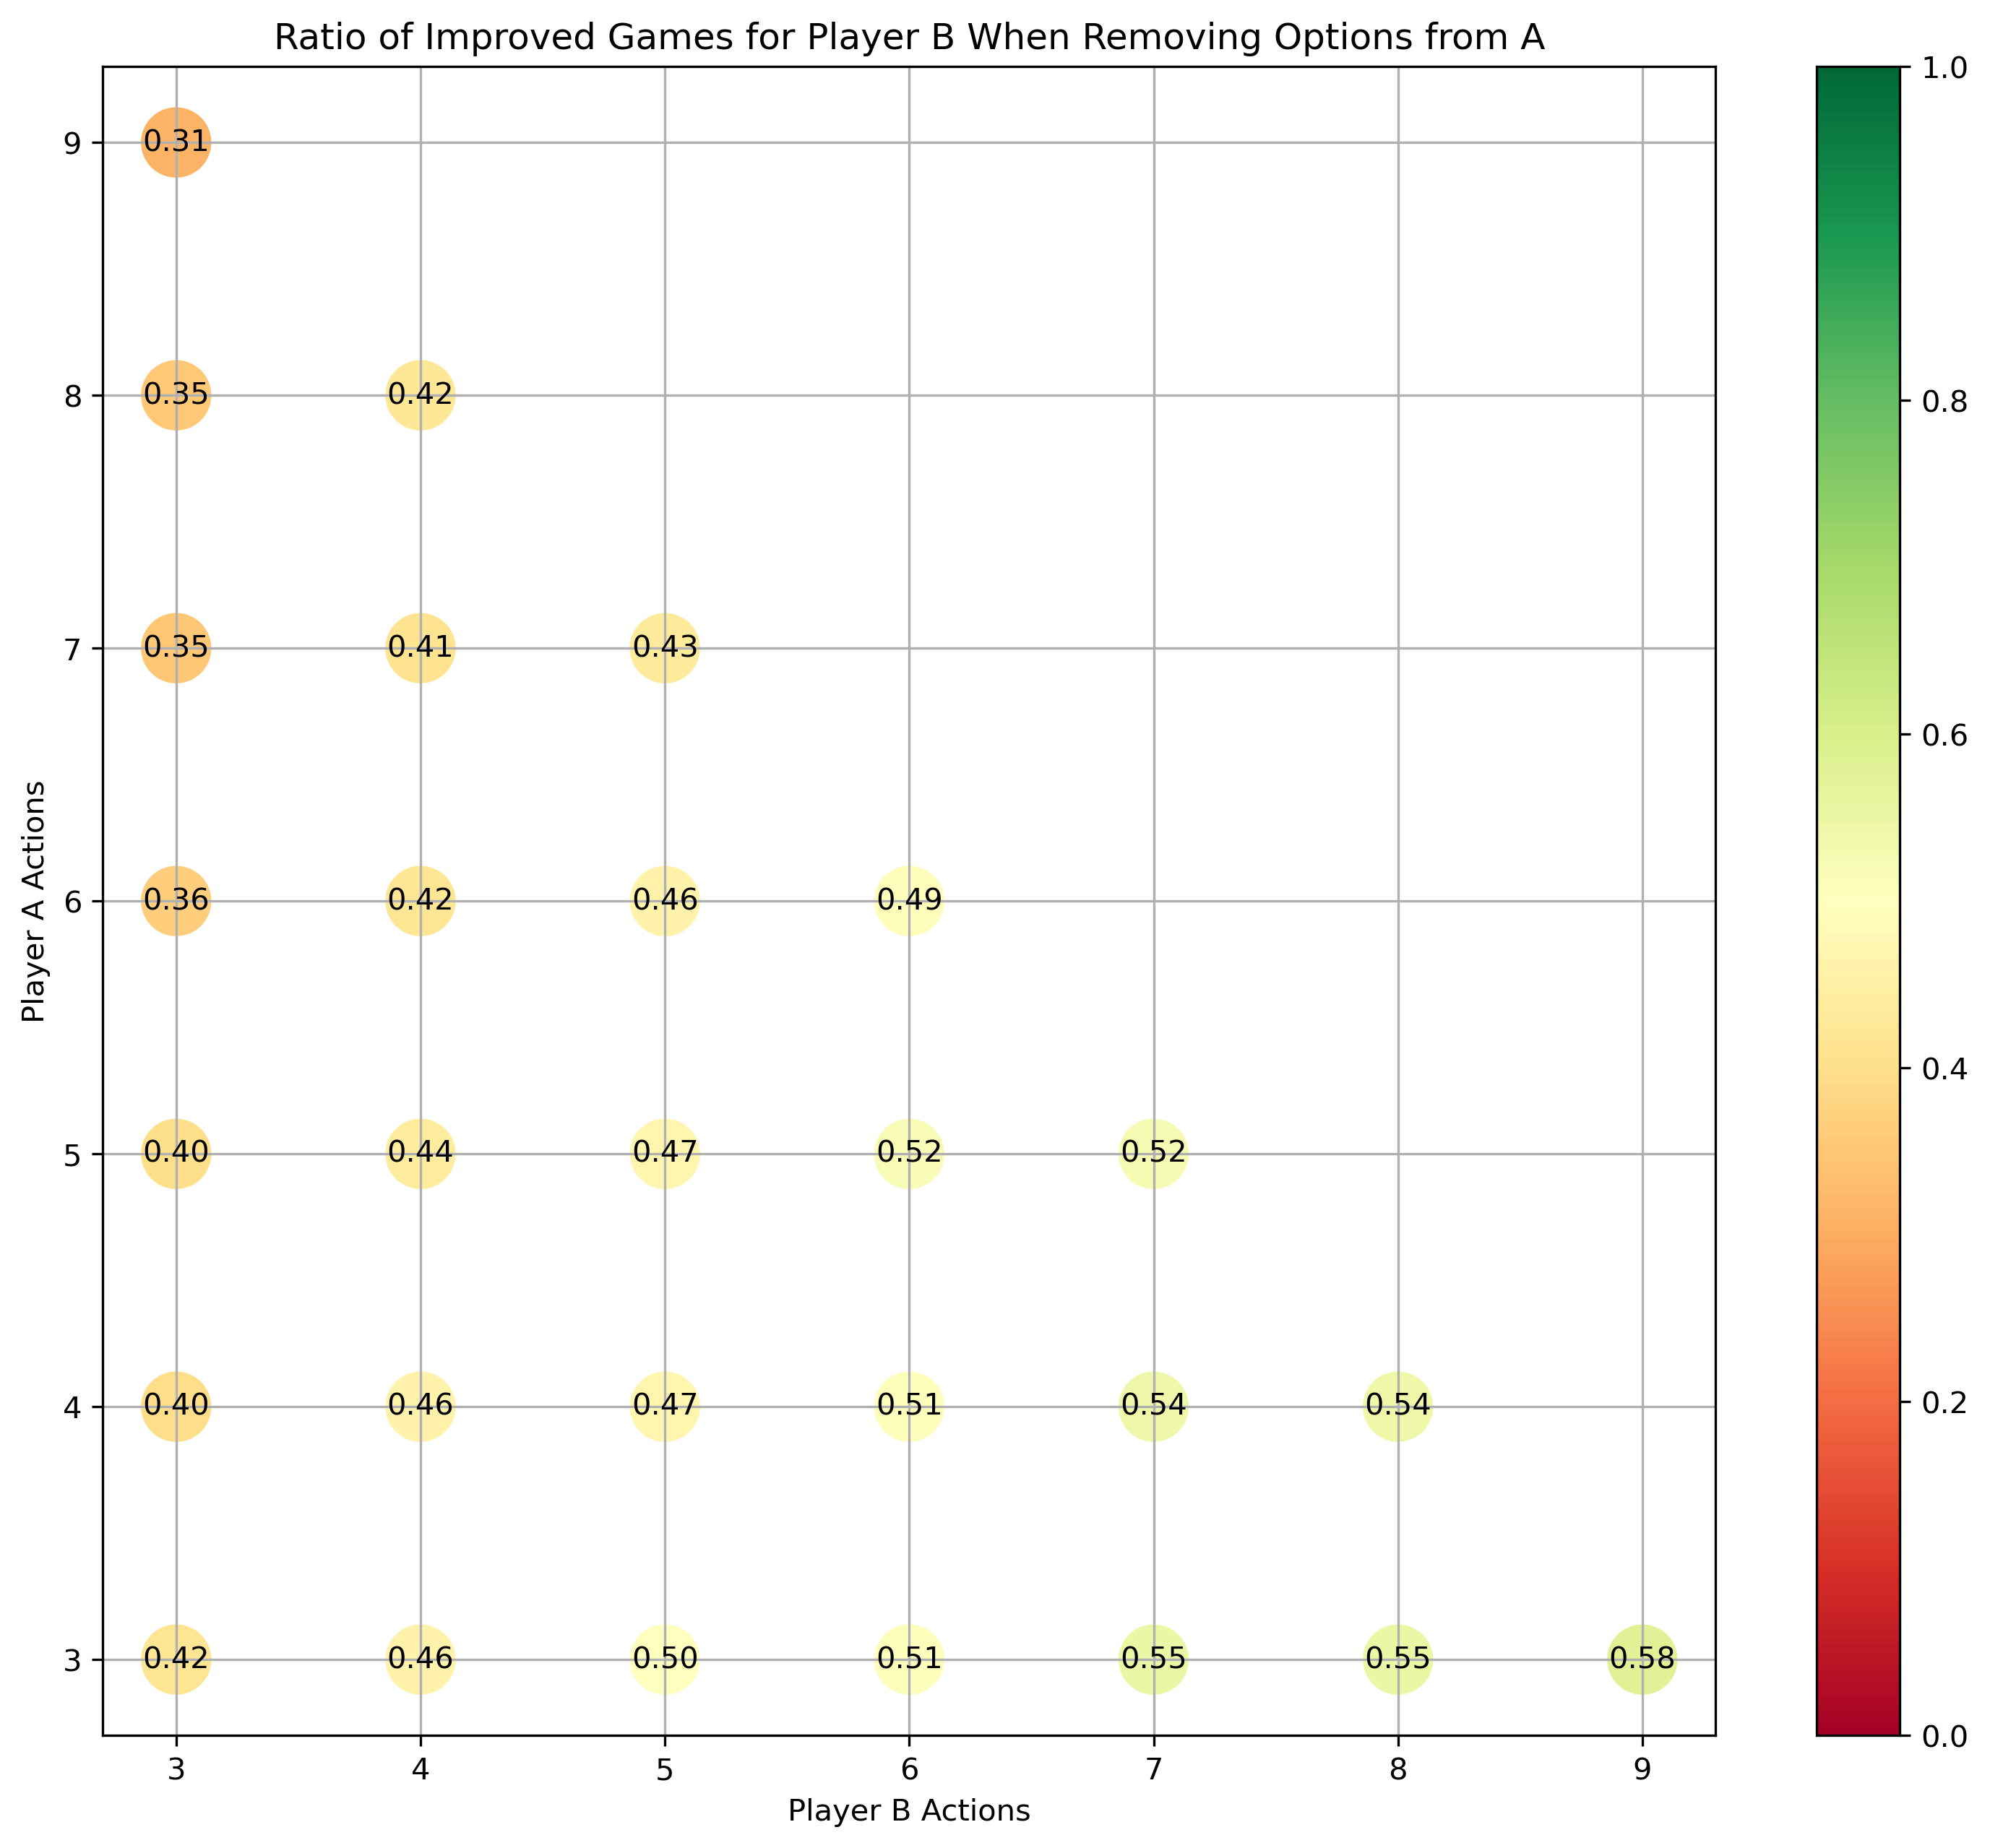 Ratio of Improved Games for Player B When Removing Options from A
1.0
9
0.31
8
0.35 0.42
0.8
7
0.35 0.41 0.43
0.6
Player A Actions
6
0.36 0.42 0.46 0.49
5
0.40 0.44 0.47 0.52 0.52
0.4
4
0.40 0.46 0.47 0.51 0.54 0.54
0.2
3
0.42 0.46 0.50 0.51 0.55 0.55 0.58
0.0
3 4 5 6 7 8 9
Player B Actions